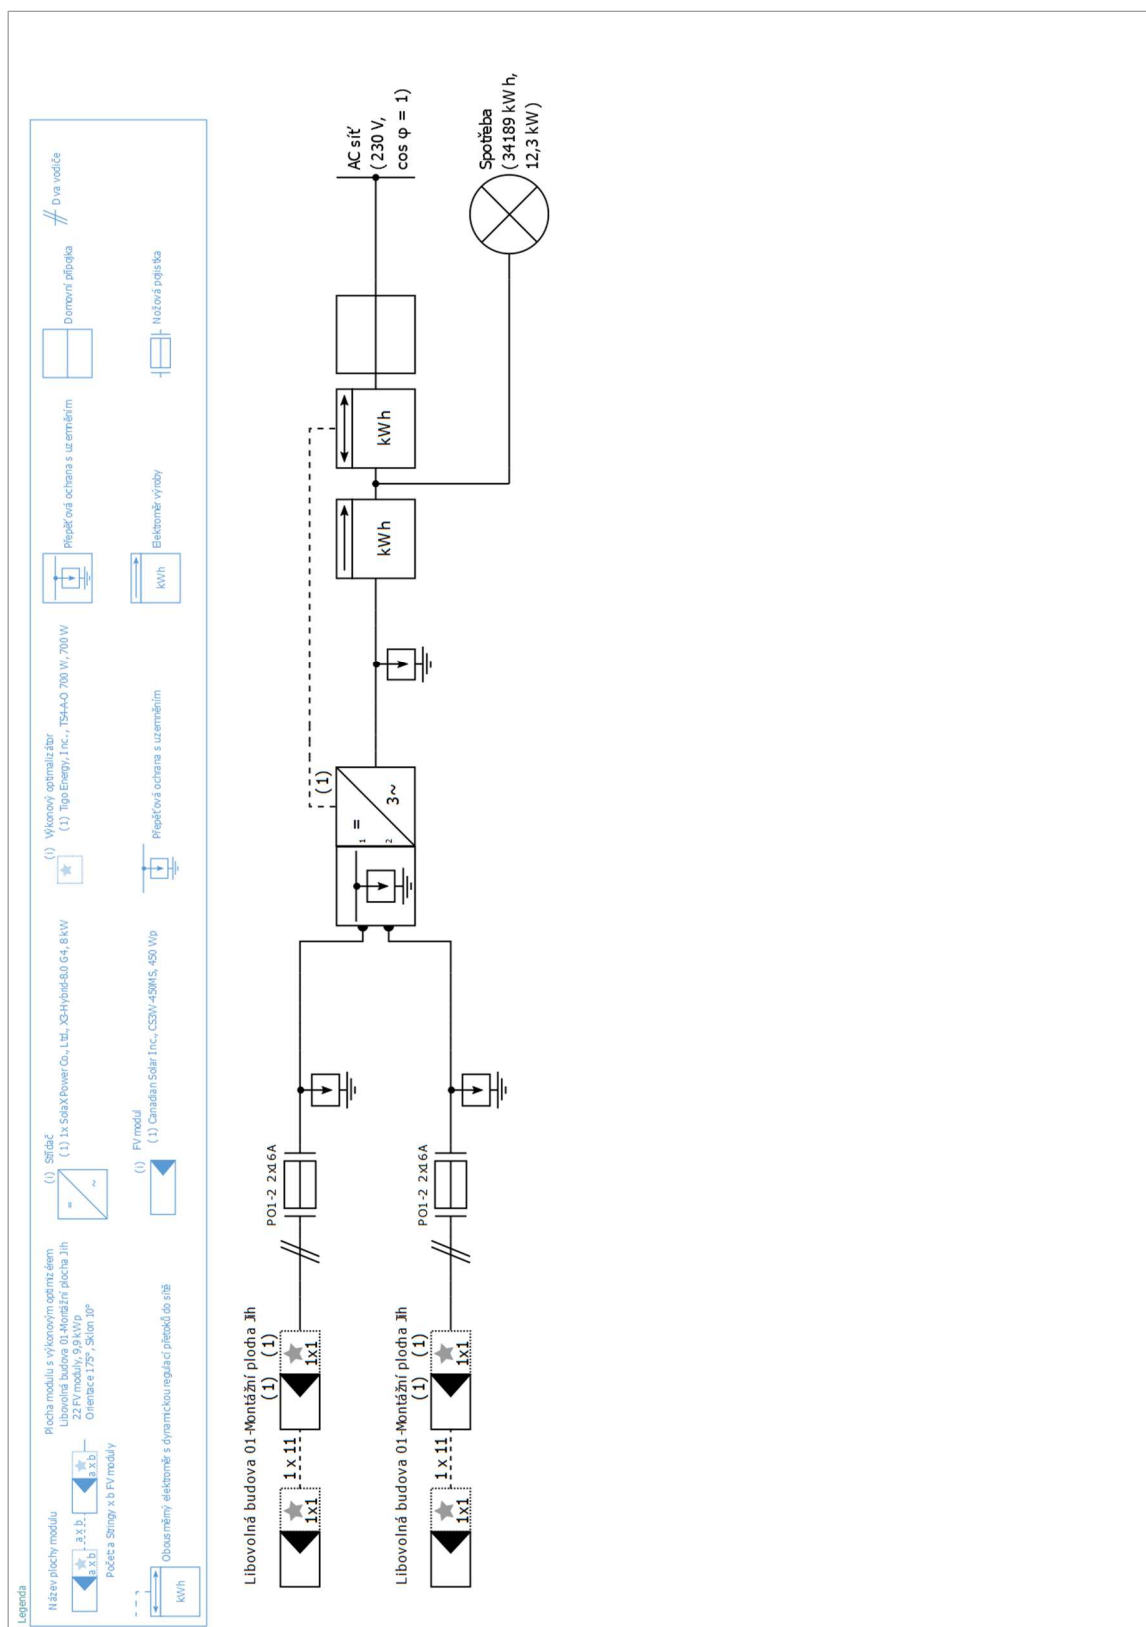 Legenda
Název plochy modulu
a x b
a x b
a x b
Počet a Stringy x b FV moduly
Plocha modulu s výkonovým optimizérem
Libovolná budova 01-Montážní plocha Jih
22 FV moduly, 9,9 kWp
Orientace 175°, Sklon 10°
(i) Střídač
(1) 1x SolaX Power Co., Ltd., X3-Hybrid-8.0 G4, 8 kW
=
~
(i) Výkonový optimalizátor
(1) Tigo Energy, Inc., TS4-A-O 700 W, 700 W
Přepěťová ochrana s uzemněním
Domovní přípojka
Dva vodiče
kWh
Obousměrný elektroměr s dynamickou regulací přetoků do sítě
(i) FV modul
(1) Canadian Solar Inc., CS3W-450MS, 450 Wp
Přepěťová ochrana s uzemněním
kWh
Elektroměr výroby
Nožová pojistka
Libovolná budova 01-Montážní plocha Jih
1x1
1 x 11
(1)
(1)
1x1
PO1-2 2x16A
(1)
1
=
2
3~
kWh
kWh
AC síť
(230 V,
cos φ = 1)
Libovolná budova 01-Montážní plocha Jih
1x1
1 x 11
(1)
(1)
1x1
PO1-2 2x16A
Spotřeba
(34189 kWh,
12,3 kW)